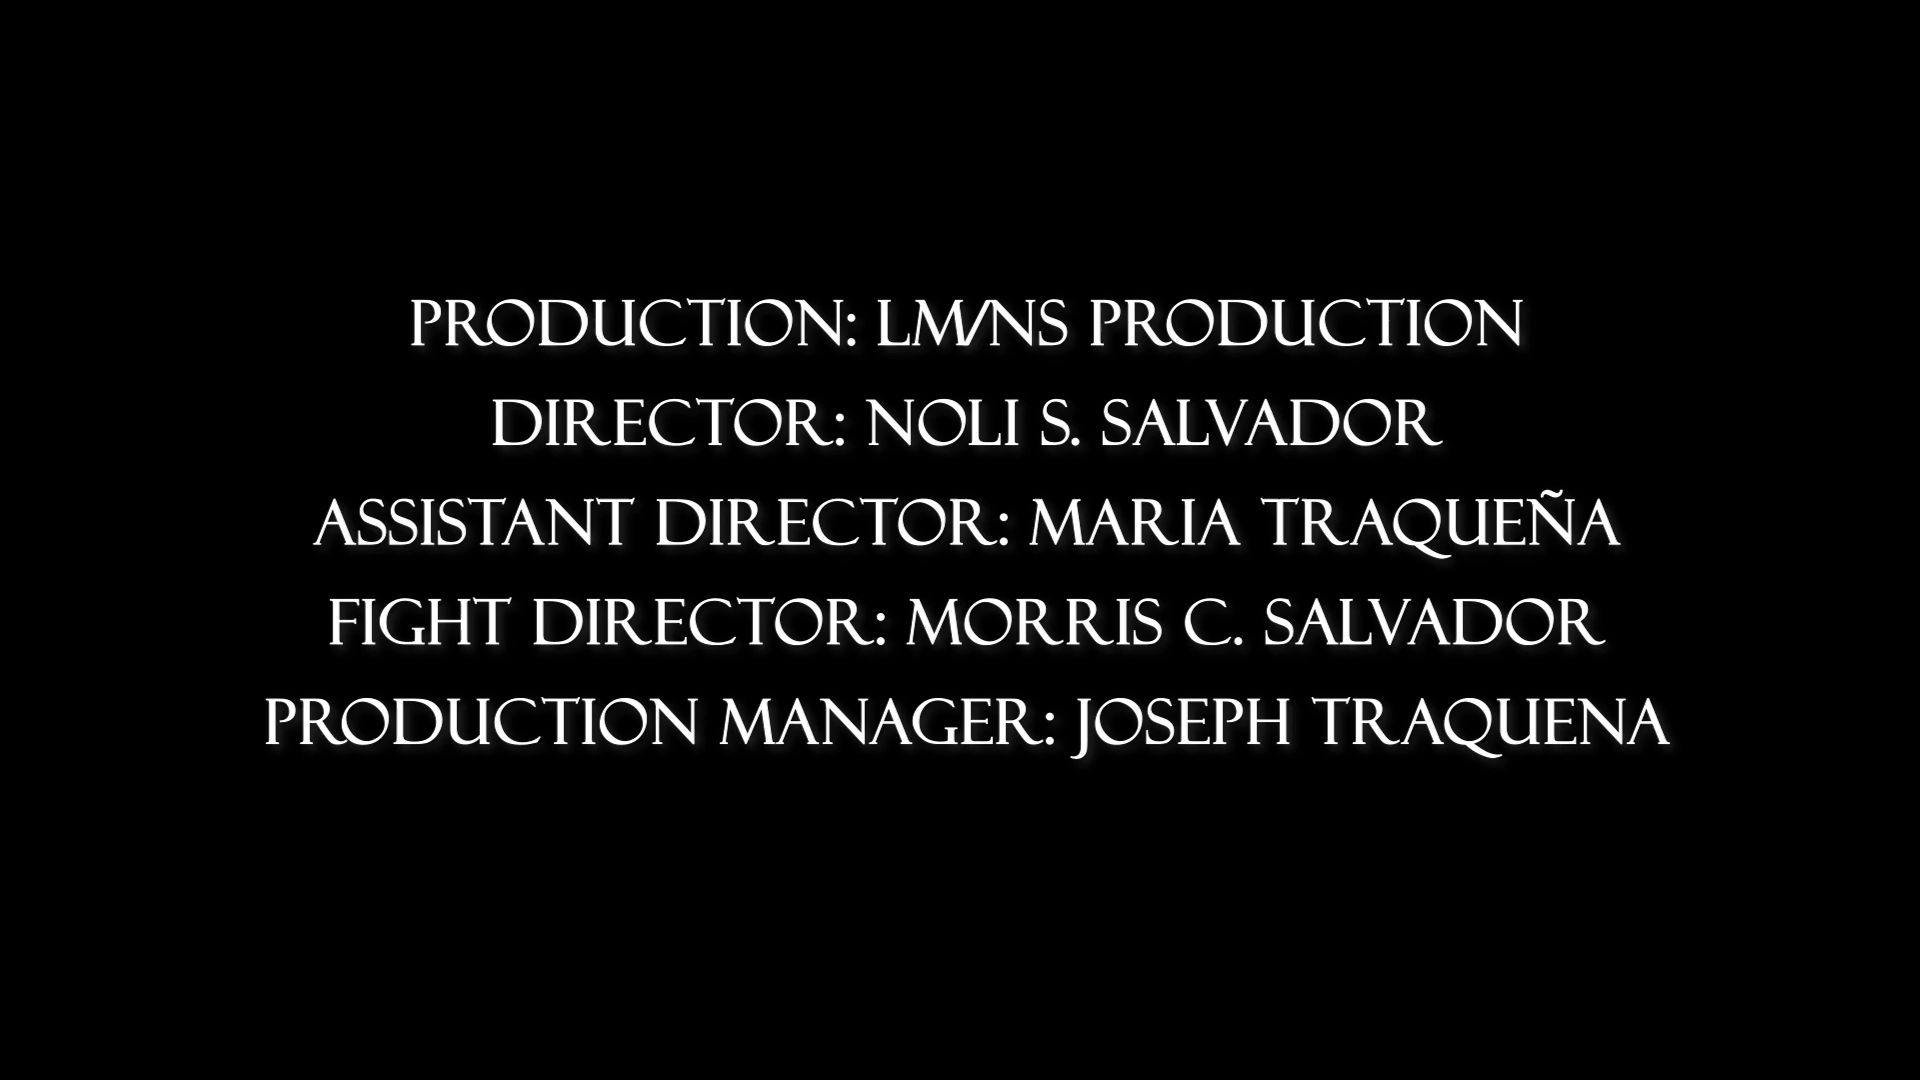 PRODUCTION: LM/NS PRODUCTION
DIRECTOR: NOLI S. SALVADOR
ASSISTANT DIRECTOR: MARIA TRAQUEÑA
FIGHT DIRECTOR: MORRIS C. SALVADOR
PRODUCTION MANAGER: JOSEPH TRAQUENA